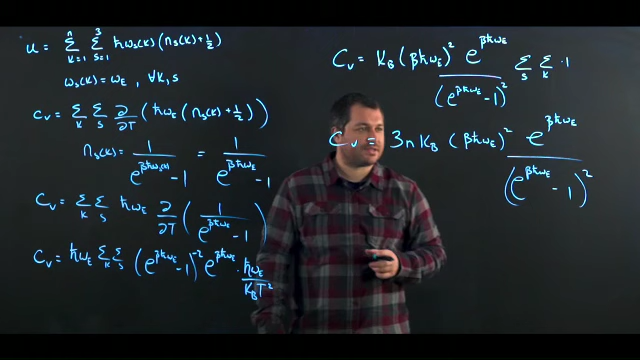 u = Σ_{K=1}^{n} Σ_{s=1}^{3} ħω_s(K) (n_s(K) + 1/2)
ω_s(K) = ω_E , ∀K,s
C_v = Σ_K Σ_s ∂/∂T (ħω_E (n_s(K) + 1/2))
n_s(K) = 1/(e^{βħω_s(K)} - 1) = 1/(e^{βħω_E} - 1)
C_v = Σ_K Σ_s ħω_E ∂/∂T (1/(e^{βħω_E} - 1))
C_v = ħω_E Σ_K Σ_s (e^{βħω_E} - 1)^{-2} e^{βħω_E} · ħω_E/(K_B T^2)
C_v = K_B (βħω_E)^2 e^{βħω_E}/(e^{βħω_E} - 1)^2 Σ_s Σ_K · 1
C_v = 3n K_B (βħω_E)^2 e^{βħω_E}/(e^{βħω_E} - 1)^2